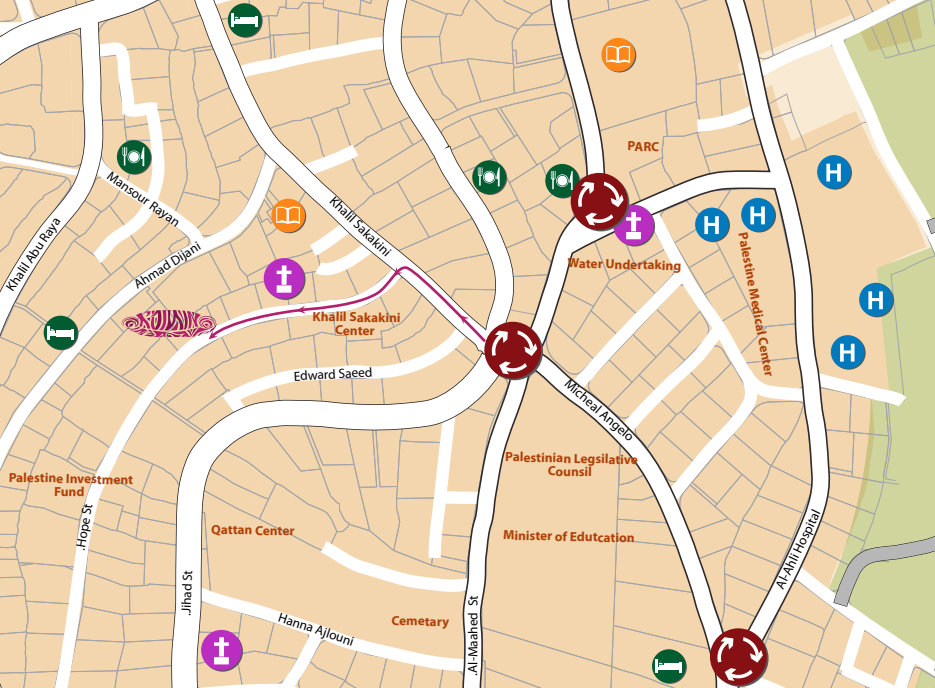 PARC
Mansour Rayan
Khalil Sakakini
Khalil Abu Raya
Ahmad Dijani
Water Undertaking
Palestine Medical Center
H
H
H
H
H
Khalil Sakakini
Center
Edward Saeed
Micheal Angelo
Palestinian Legsilative
Counsil
Palestine Investment
Fund
.Hope St
Qattan Center
Minister of Edutcation
Al-Ahli Hospital
.Jihad St
.Al-Maahed St
Hanna Ajlouni
Cemetary